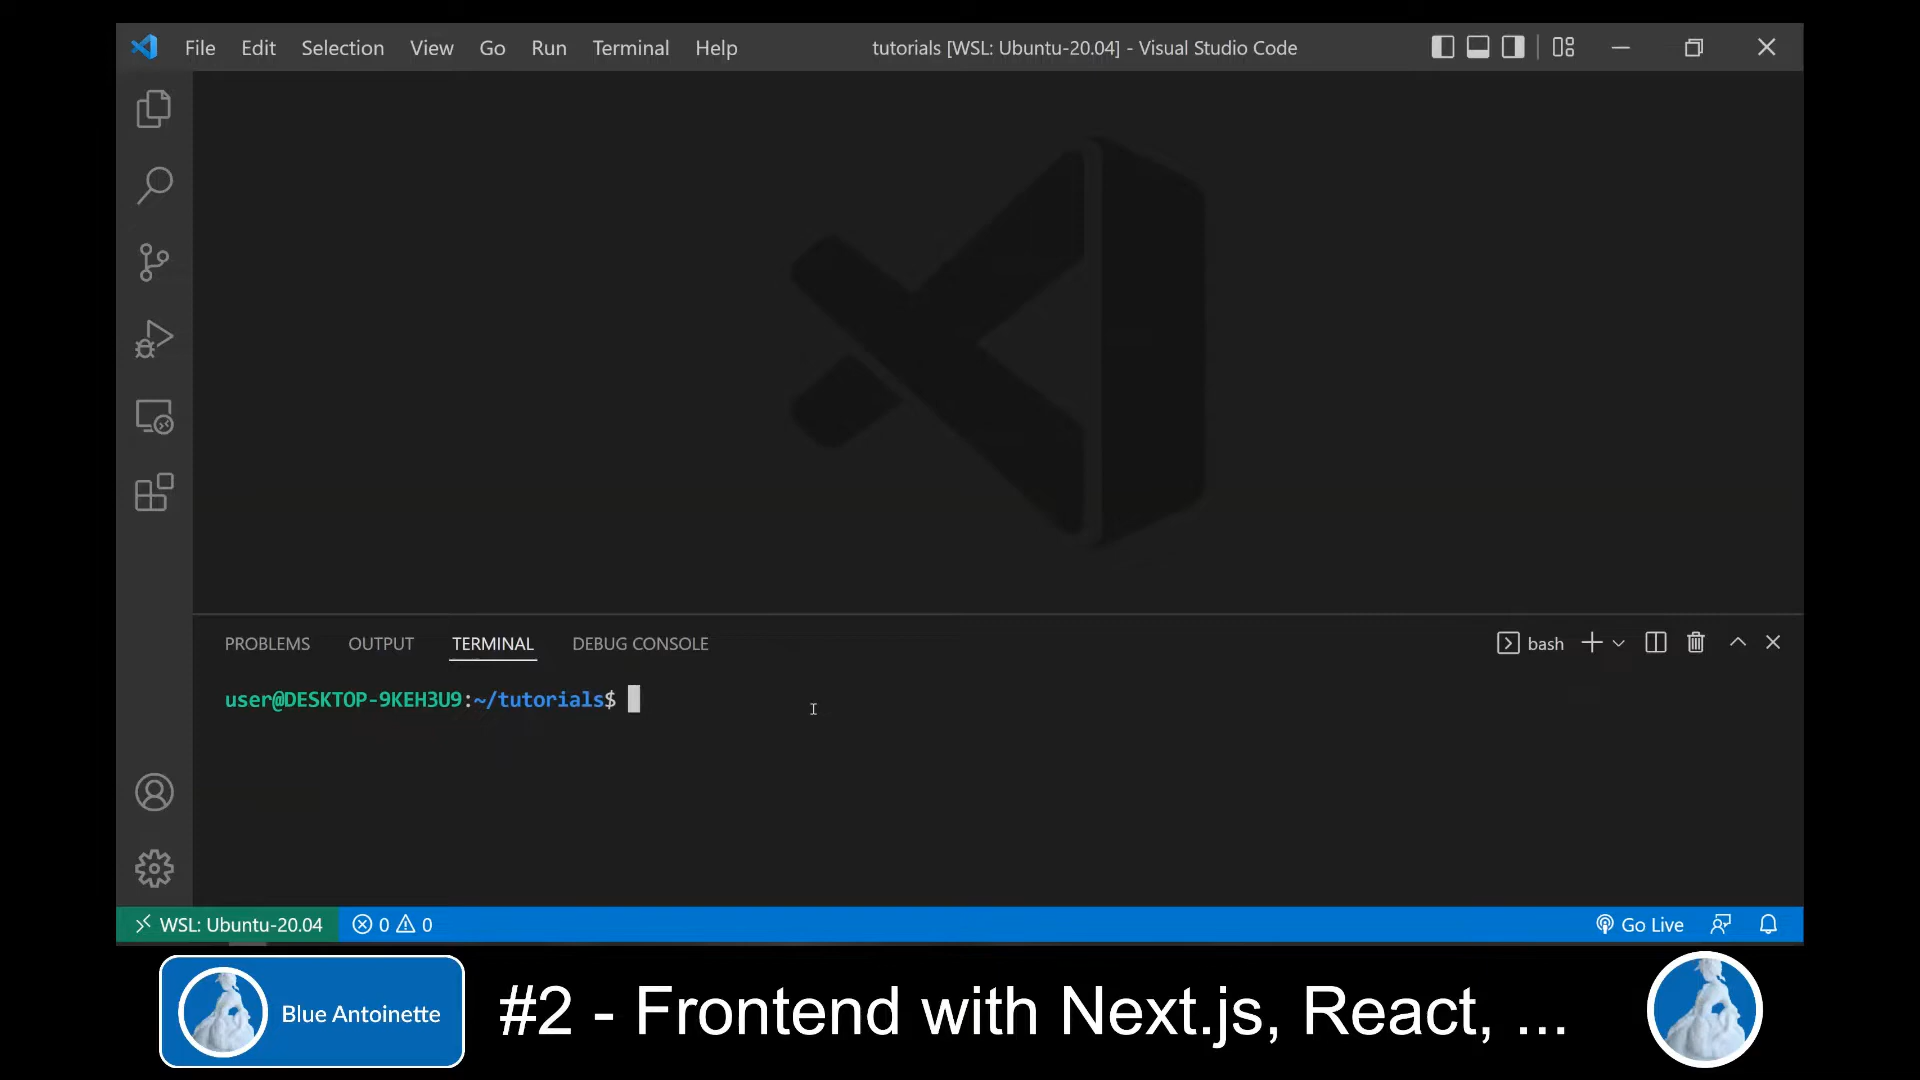 File Edit Selection View Go Run Terminal Help
tutorials [WSL: Ubuntu-20.04] - Visual Studio Code
PROBLEMS OUTPUT TERMINAL DEBUG CONSOLE
bash
user@DESKTOP-9KEH3U9:~/tutorials$
WSL: Ubuntu-20.04 0 0
Go Live
Blue Antoinette
#2 - Frontend with Next.js, React, ...